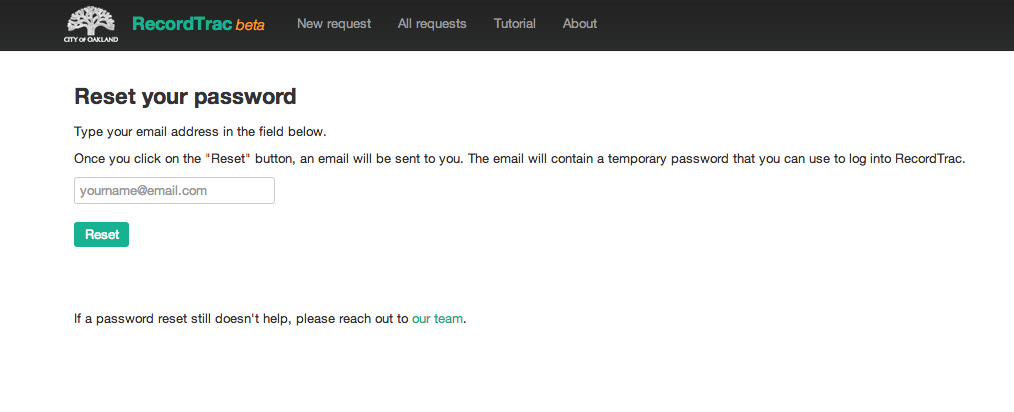 CITY OF OAKLAND
RecordTrac beta
New request
All requests
Tutorial
About
Reset your password
Type your email address in the field below.
Once you click on the "Reset" button, an email will be sent to you. The email will contain a temporary password that you can use to log into RecordTrac.
yourname@email.com
Reset
If a password reset still doesn't help, please reach out to our team.